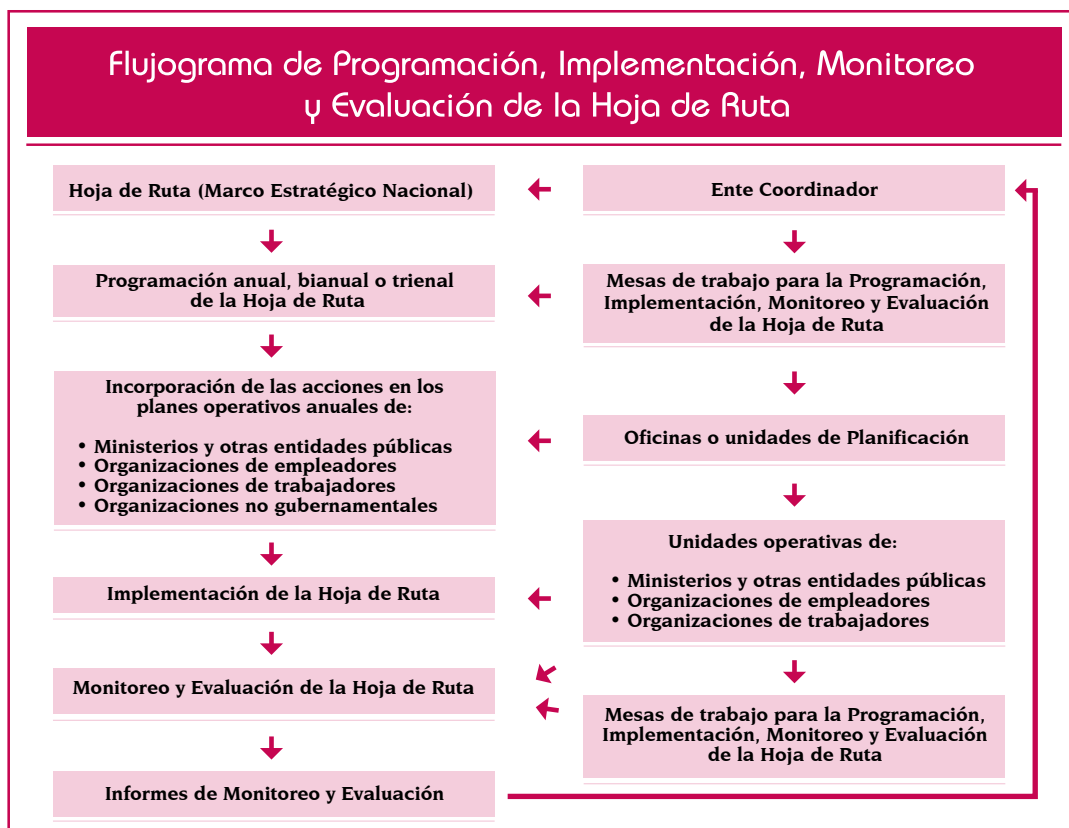 Flujograma de Programación, Implementación, Monitoreo
y Evaluación de la Hoja de Ruta
Hoja de Ruta (Marco Estratégico Nacional)
Ente Coordinador
Programación anual, bianual o trienal
de la Hoja de Ruta
Mesas de trabajo para la Programación,
Implementación, Monitoreo y Evaluación
de la Hoja de Ruta
Incorporación de las acciones en los
planes operativos anuales de:
• Ministerios y otras entidades públicas
• Organizaciones de empleadores
• Organizaciones de trabajadores
• Organizaciones no gubernamentales
Oficinas o unidades de Planificación
Implementación de la Hoja de Ruta
Unidades operativas de:
• Ministerios y otras entidades públicas
• Organizaciones de empleadores
• Organizaciones de trabajadores
Monitoreo y Evaluación de la Hoja de Ruta
Mesas de trabajo para la Programación,
Implementación, Monitoreo y Evaluación
de la Hoja de Ruta
Informes de Monitoreo y Evaluación